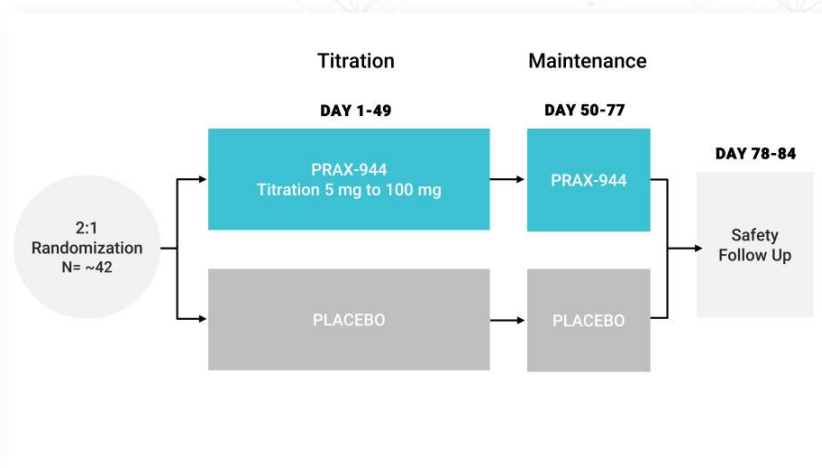 Titration
Maintenance
DAY 1-49
DAY 50-77
DAY 78-84
2:1
Randomization
N= ~42
PRAX-944
Titration 5 mg to 100 mg
PRAX-944
Safety
Follow Up
PLACEBO
PLACEBO